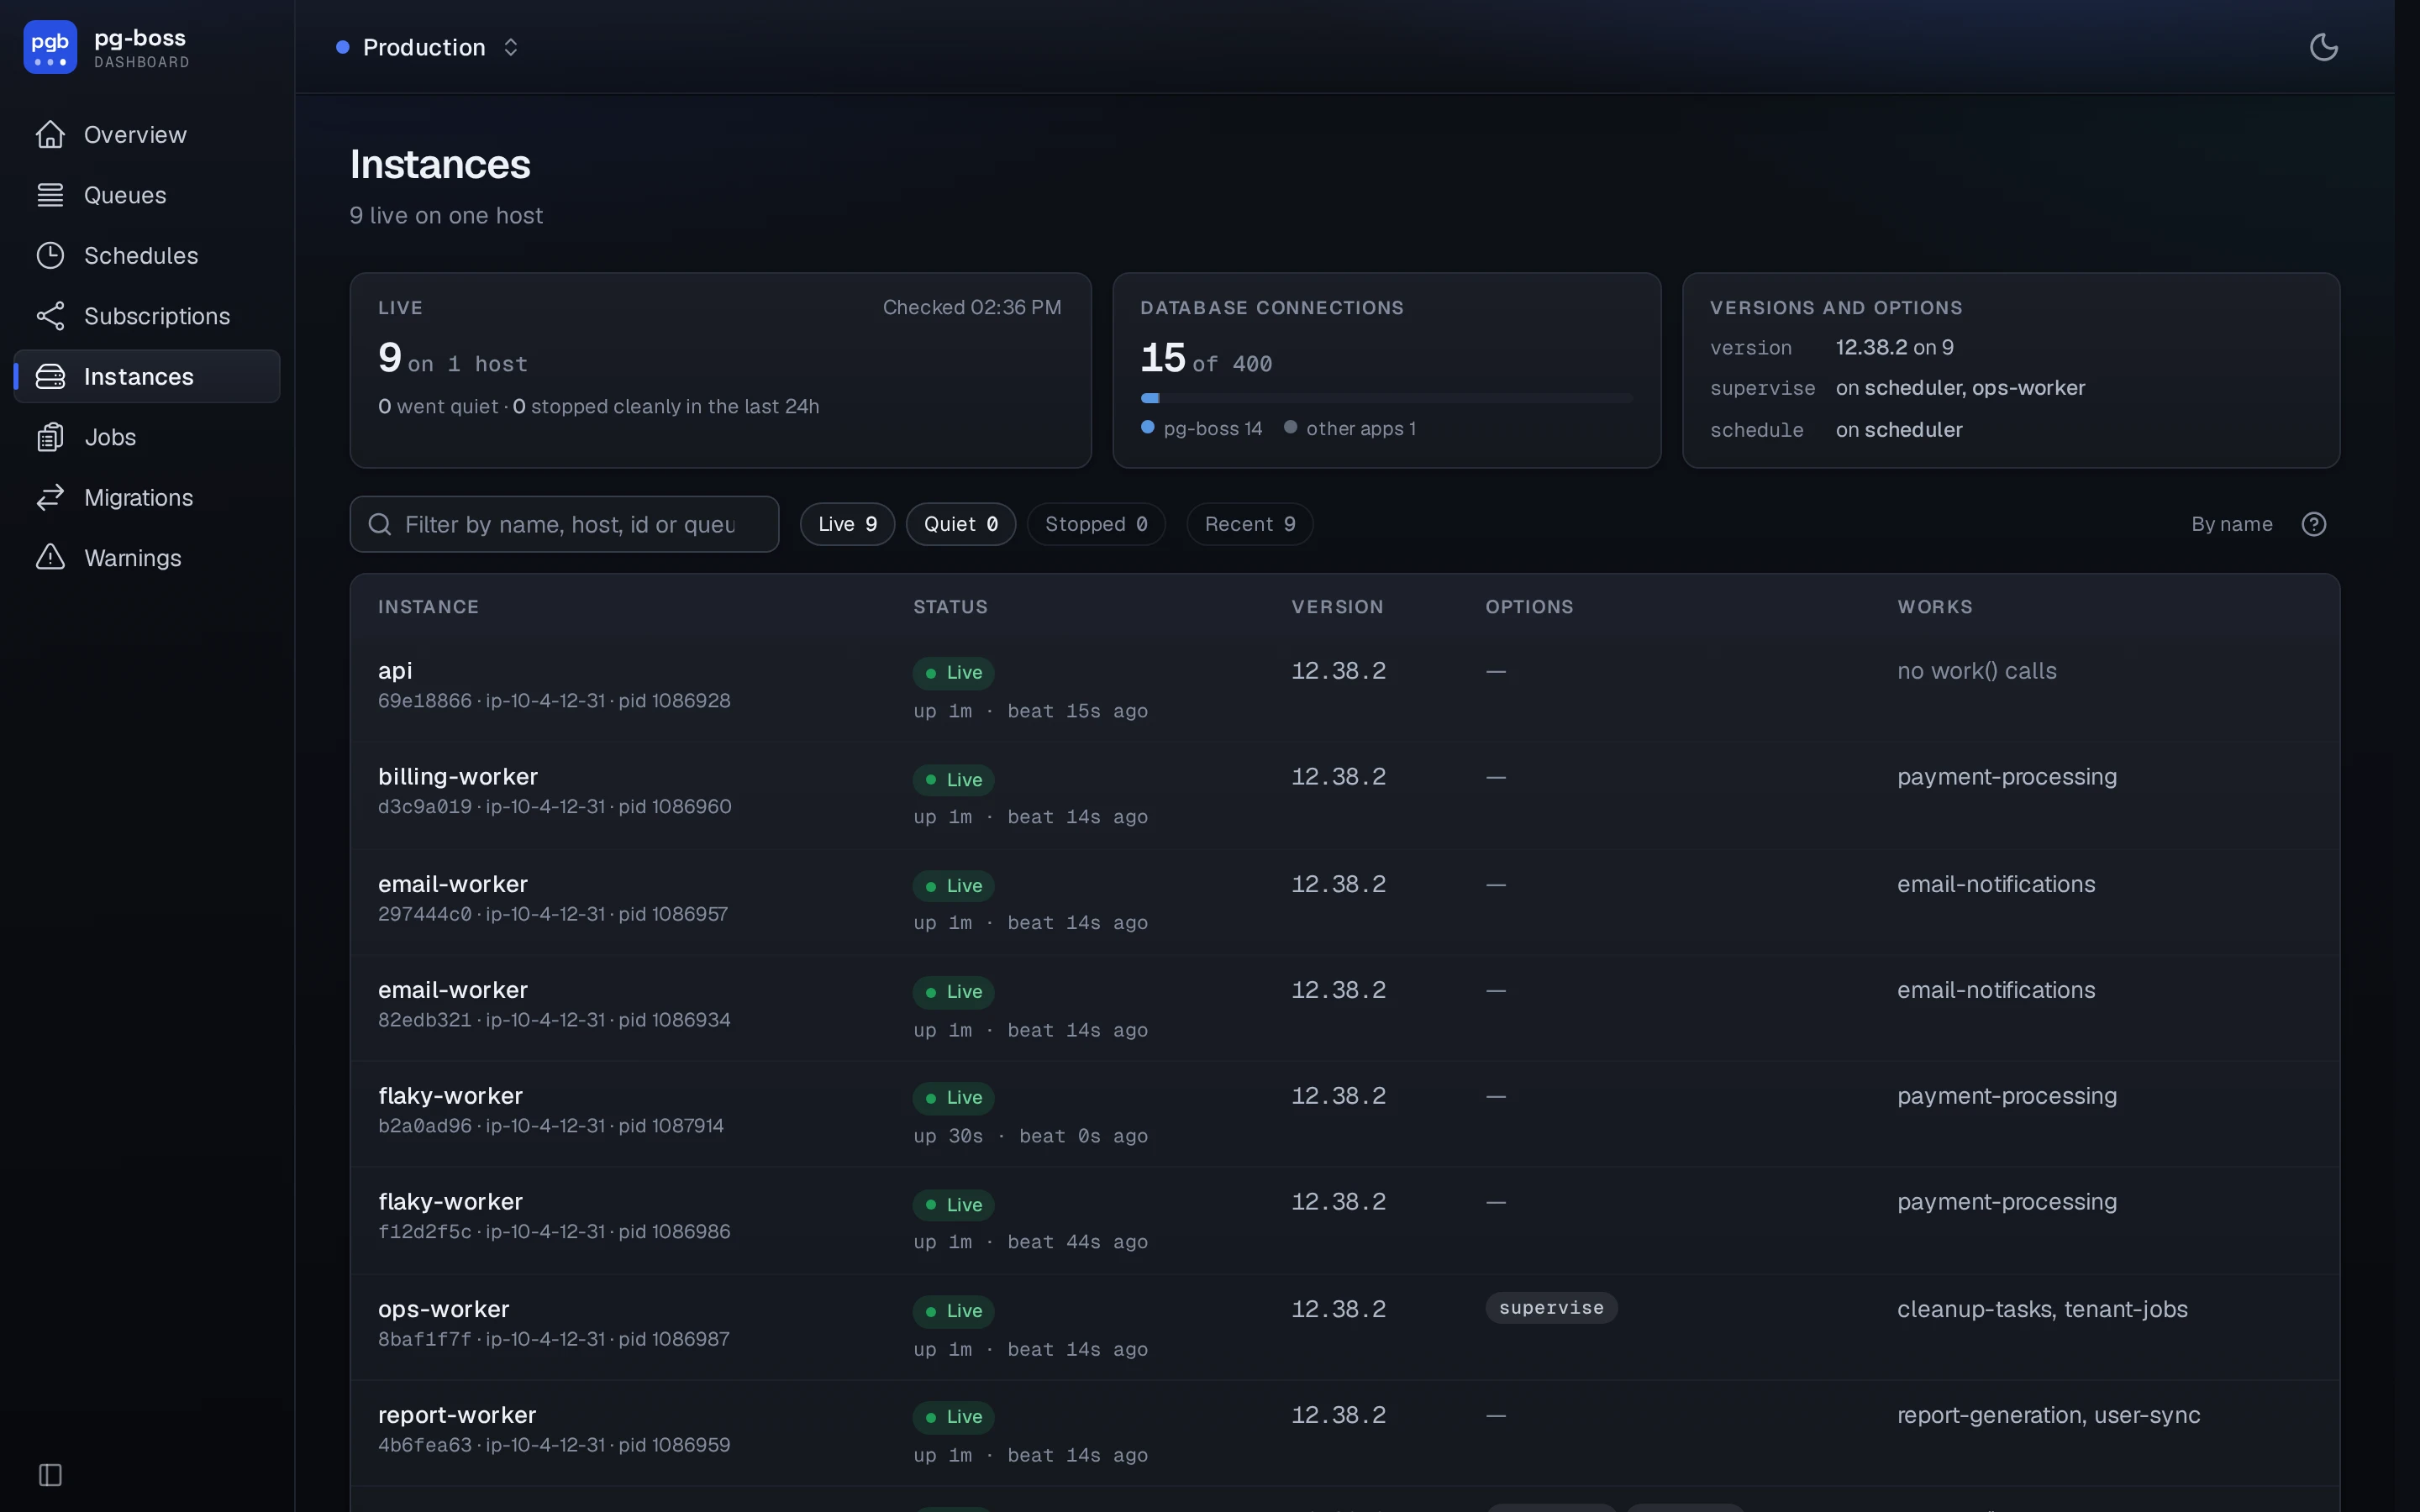 pgb
pg-boss
DASHBOARD
Production
Overview
Queues
Schedules
Subscriptions
Instances
Jobs
Migrations
Warnings
Instances
9 live on one host
LIVE
Checked 02:36 PM
9 on 1 host
0 went quiet · 0 stopped cleanly in the last 24h
DATABASE CONNECTIONS
15 of 400
pg-boss 14 other apps 1
VERSIONS AND OPTIONS
version 12.38.2 on 9
supervise on scheduler, ops-worker
schedule on scheduler
Filter by name, host, id or queu
Live 9
Quiet 0
Stopped 0
Recent 9
By name
INSTANCE STATUS VERSION OPTIONS WORKS
api Live 12.38.2 — no work() calls
69e18866 · ip-10-4-12-31 · pid 1086928 up 1m · beat 15s ago
billing-worker Live 12.38.2 — payment-processing
d3c9a019 · ip-10-4-12-31 · pid 1086960 up 1m · beat 14s ago
email-worker Live 12.38.2 — email-notifications
297444c0 · ip-10-4-12-31 · pid 1086957 up 1m · beat 14s ago
email-worker Live 12.38.2 — email-notifications
82edb321 · ip-10-4-12-31 · pid 1086934 up 1m · beat 14s ago
flaky-worker Live 12.38.2 — payment-processing
b2a0ad96 · ip-10-4-12-31 · pid 1087914 up 30s · beat 0s ago
flaky-worker Live 12.38.2 — payment-processing
f12d2f5c · ip-10-4-12-31 · pid 1086986 up 1m · beat 44s ago
ops-worker Live 12.38.2 supervise cleanup-tasks, tenant-jobs
8baf1f7f · ip-10-4-12-31 · pid 1086987 up 1m · beat 14s ago
report-worker Live 12.38.2 — report-generation, user-sync
4b6fea63 · ip-10-4-12-31 · pid 1086959 up 1m · beat 14s ago